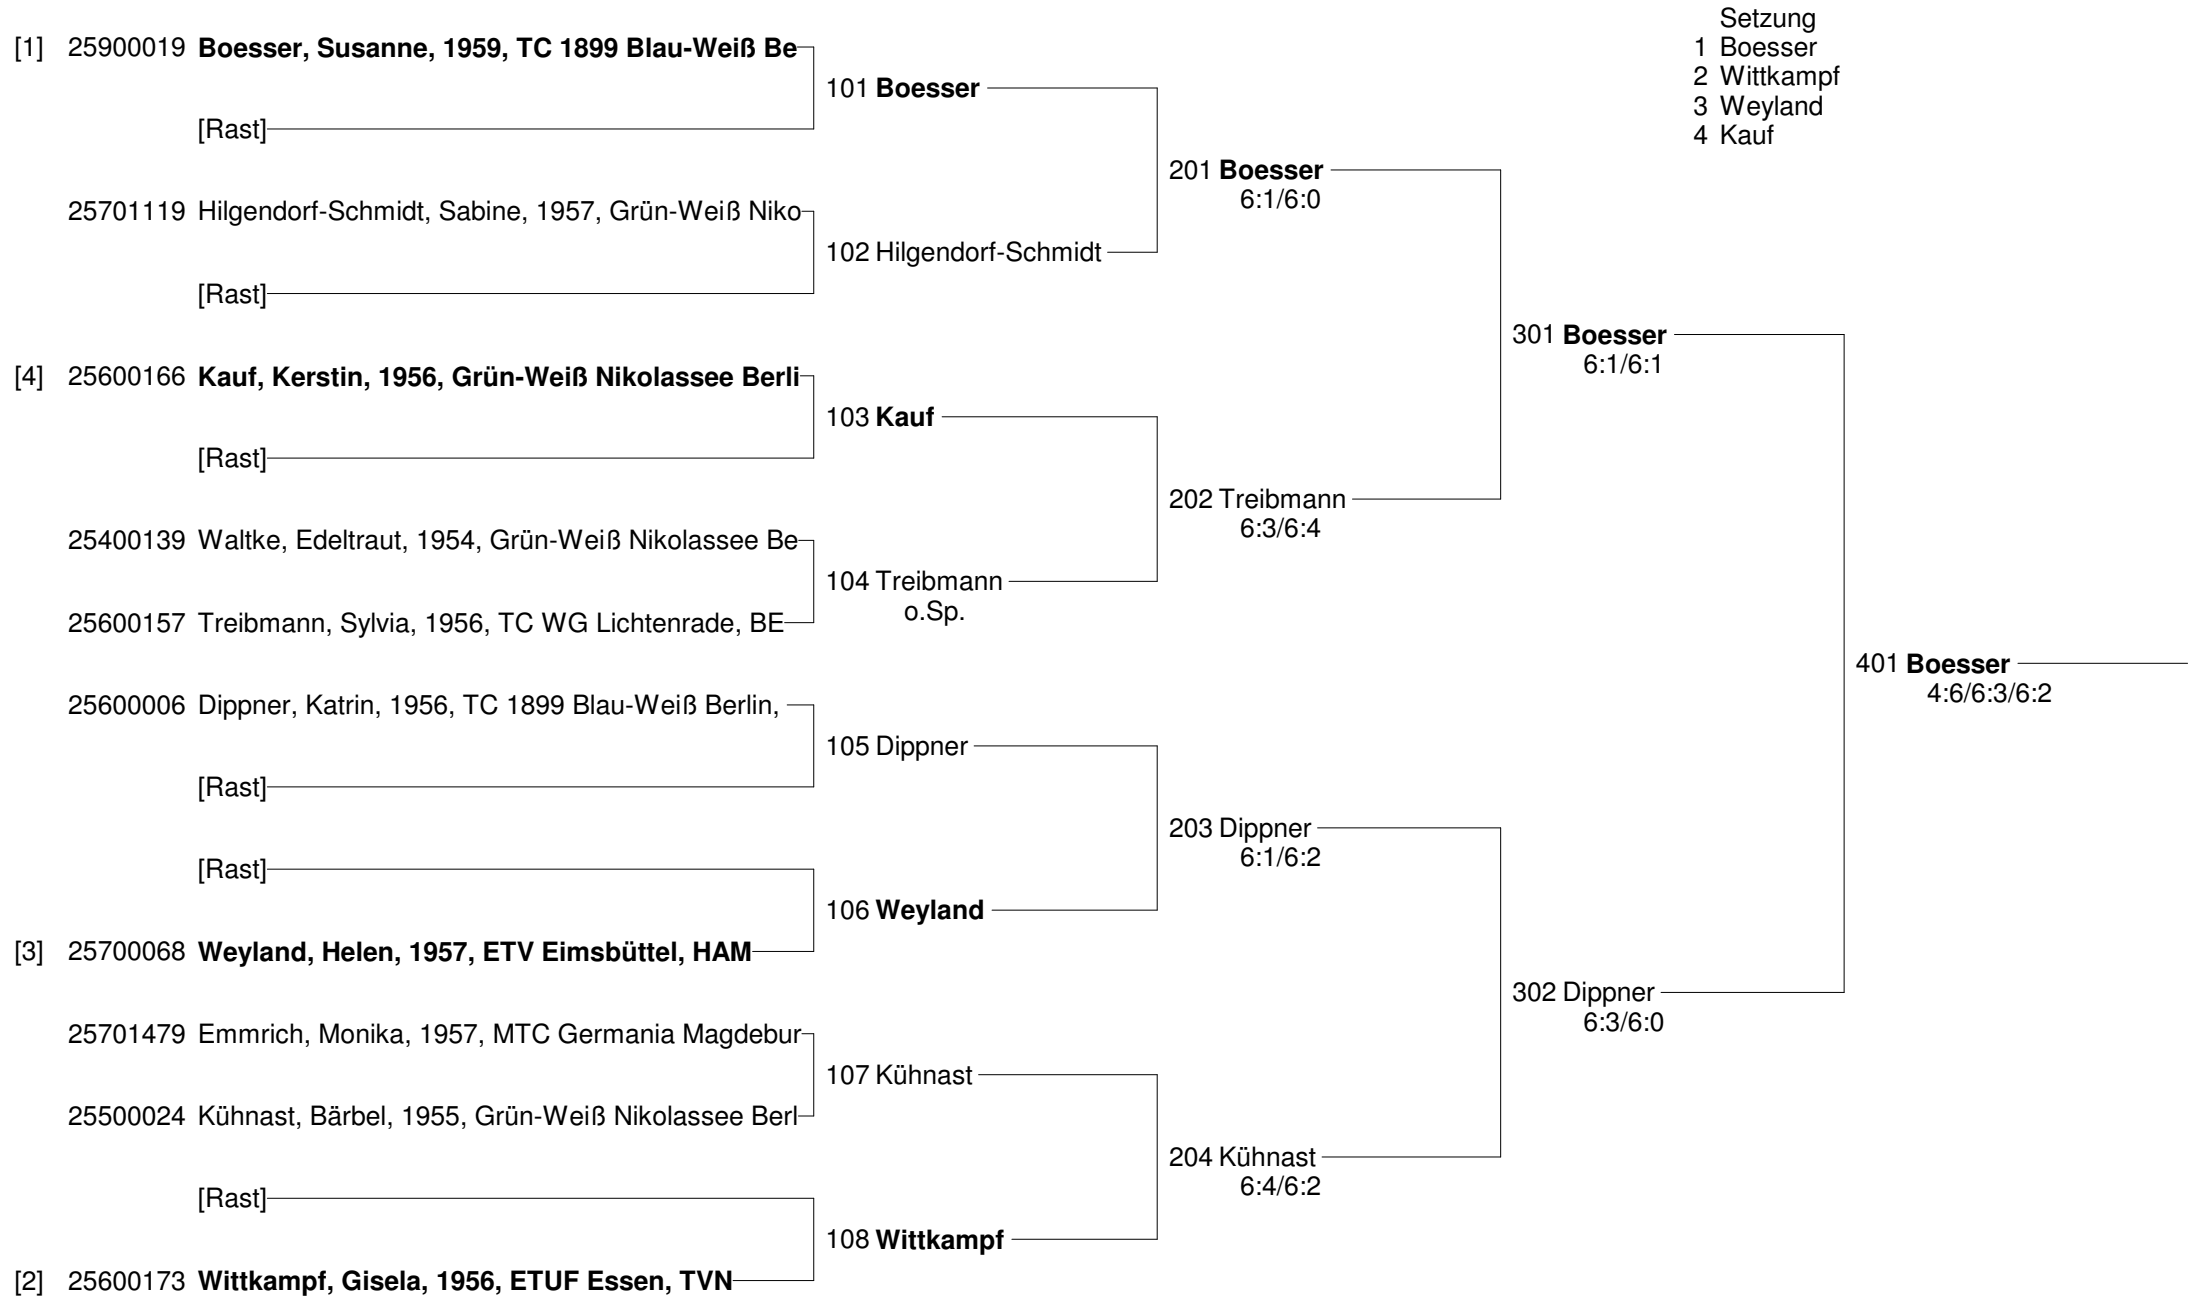 Setzung
1 Boesser
2 Wittkampf
3 Weyland
4 Kauf
[1] 25900019 Boesser, Susanne, 1959, TC 1899 Blau-Weiß Be
[Rast]
25701119 Hilgendorf-Schmidt, Sabine, 1957, Grün-Weiß Niko
[Rast]
[4] 25600166 Kauf, Kerstin, 1956, Grün-Weiß Nikolassee Berli
[Rast]
25400139 Waltke, Edeltraut, 1954, Grün-Weiß Nikolassee Be
25600157 Treibmann, Sylvia, 1956, TC WG Lichtenrade, BE
25600006 Dippner, Katrin, 1956, TC 1899 Blau-Weiß Berlin,
[Rast]
[Rast]
[3] 25700068 Weyland, Helen, 1957, ETV Eimsbüttel, HAM
25701479 Emmrich, Monika, 1957, MTC Germania Magdebur
25500024 Kühnast, Bärbel, 1955, Grün-Weiß Nikolassee Berl
[Rast]
[2] 25600173 Wittkampf, Gisela, 1956, ETUF Essen, TVN
101 Boesser
102 Hilgendorf-Schmidt
103 Kauf
104 Treibmann
o.Sp.
105 Dippner
106 Weyland
107 Kühnast
108 Wittkampf
201 Boesser
6:1/6:0
202 Treibmann
6:3/6:4
203 Dippner
6:1/6:2
204 Kühnast
6:4/6:2
301 Boesser
6:1/6:1
302 Dippner
6:3/6:0
401 Boesser
4:6/6:3/6:2